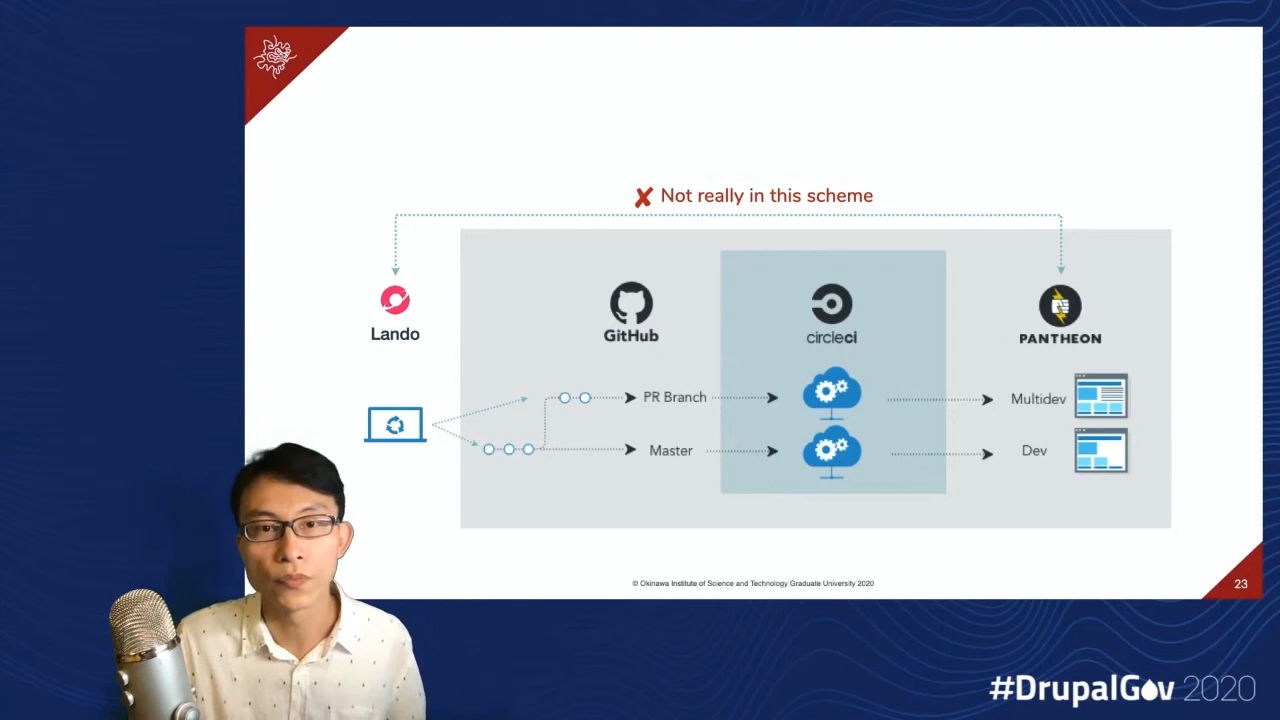 ✘ Not really in this scheme
Lando
GitHub
circleci
PANTHEON
PR Branch
Multidev
Master
Dev
© Okinawa Institute of Science and Technology Graduate University 2020
23
#DrupalGov 2020